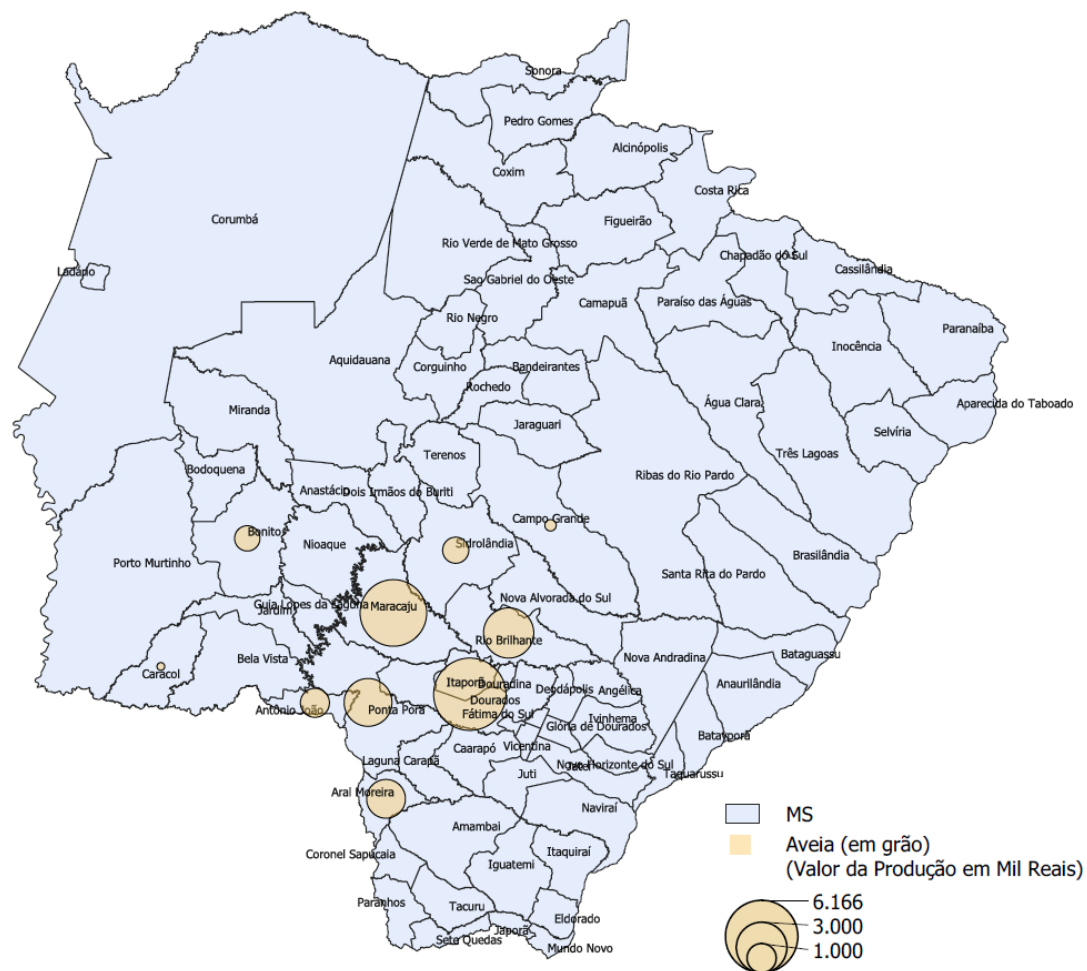 Sonora
Pedro Gomes
Alcinópolis
Coxim
Costa Rica
Corumbá
Figueirão
Rio Verde de Mato Grosso
Chapadão do Sul
Cassilândia
Ladário
Sao Gabriel do Oeste
Camapuã
Paraíso das Águas
Rio Negro
Paranaíba
Inocência
Aquidauana
Corguinho
Bandeirantes
Rochedo
Água Clara
Aparecida do Taboado
Miranda
Jaraguari
Selvíria
Terenos
Três Lagoas
Bodoquena
Ribas do Rio Pardo
Anastácio
Dois Irmãos do Buriti
Campo Grande
Bonito
Nioaque
Sidrolândia
Brasilândia
Porto Murtinho
Santa Rita do Pardo
Nova Alvorada do Sul
Guia Lopes da Laguna
Maracaju
Jardim
Rio Brilhante
Bataguassu
Bela Vista
Nova Andradina
Caracol
Itaporã
Douradina
Deodápolis
Angélica
Anaurilândia
Dourados
Antônio João
Ponta Porã
Fátima do Sul
Ivinhema
Glória de Dourados
Batayporã
Caarapó
Vicentina
Laguna Carapã
Jateí
Novo Horizonte do Sul
Juti
Taquarussu
Aral Moreira
Naviraí
Amambai
Coronel Sapucaia
Itaquiraí
Iguatemi
Paranhos
Tacuru
Eldorado
Japorã
Sete Quedas
Mundo Novo
MS
Aveia (em grão)
(Valor da Produção em Mil Reais)
6.166
3.000
1.000